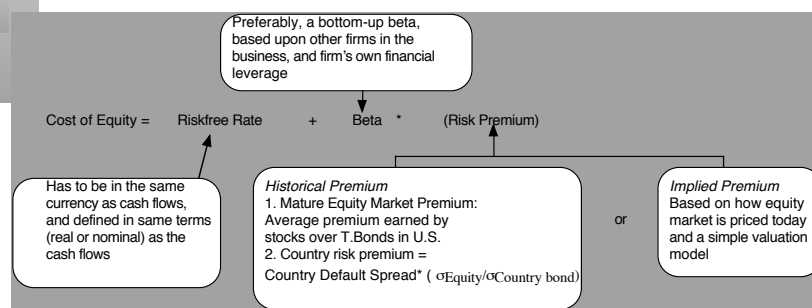 Preferably, a bottom-up beta,
based upon other firms in the
business, and firm's own financial
leverage
Cost of Equity = Riskfree Rate + Beta * (Risk Premium)
Has to be in the same
currency as cash flows,
and defined in same terms
(real or nominal) as the
cash flows
Historical Premium
1. Mature Equity Market Premium:
Average premium earned by
stocks over T.Bonds in U.S.
2. Country risk premium =
Country Default Spread* ( σEquity/σCountry bond)
or
Implied Premium
Based on how equity
market is priced today
and a simple valuation
model